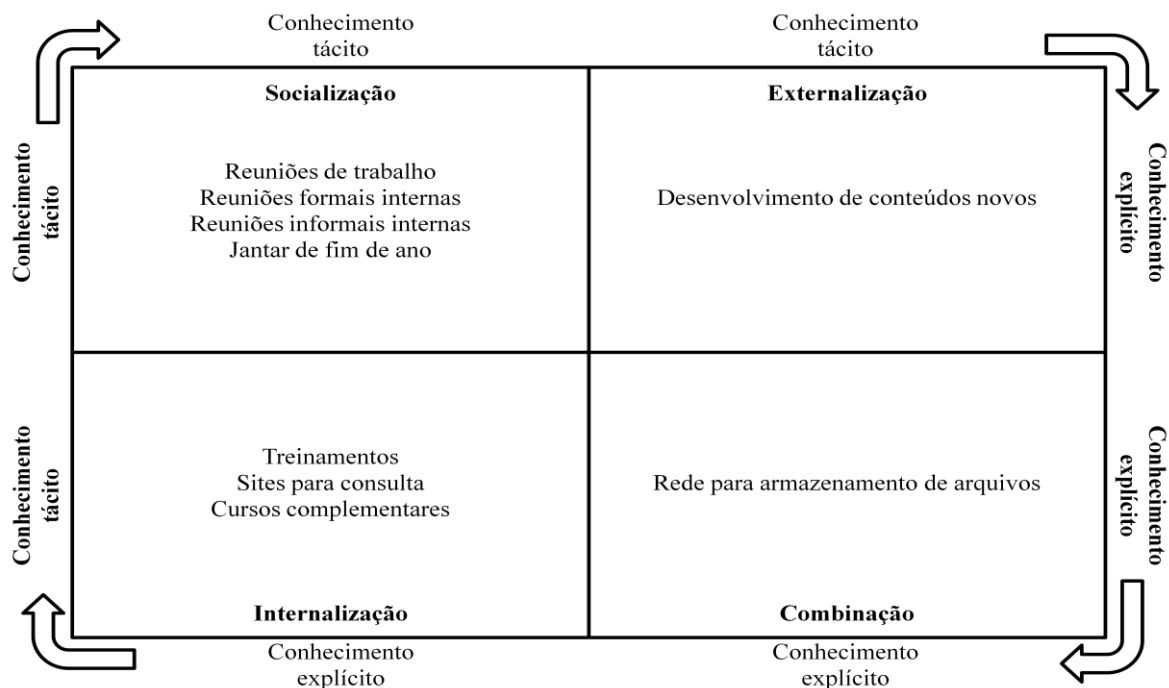 Conhecimento
tácito
Conhecimento
tácito
Socialização
Externalização
Conhecimento
tácito
Reuniões de trabalho
Reuniões formais internas
Reuniões informais internas
Jantar de fim de ano
Desenvolvimento de conteúdos novos
Conhecimento
explícito
Conhecimento
tácito
Treinamentos
Sites para consulta
Cursos complementares
Rede para armazenamento de arquivos
Conhecimento
explícito
Internalização
Combinação
Conhecimento
explícito
Conhecimento
explícito